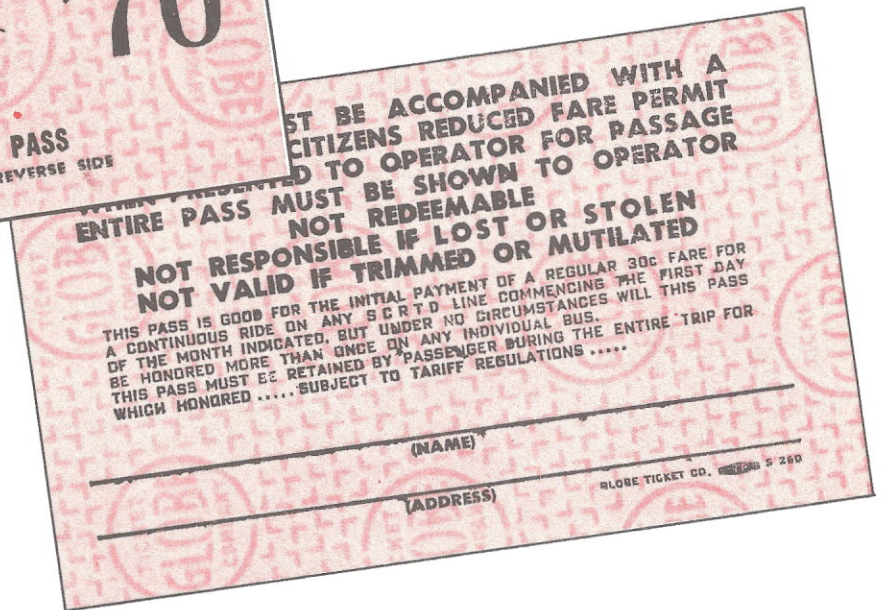 70
PASS
REVERSE SIDE
ST BE ACCOMPANIED WITH A
CITIZENS REDUCED FARE PERMIT
WHEN PRESENTED TO OPERATOR FOR PASSAGE
ENTIRE PASS MUST BE SHOWN TO OPERATOR
NOT REDEEMABLE
NOT RESPONSIBLE IF LOST OR STOLEN
NOT VALID IF TRIMMED OR MUTILATED
THIS PASS IS GOOD FOR THE INITIAL PAYMENT OF A REGULAR 30c FARE FOR
A CONTINUOUS RIDE ON ANY S C R T D LINE COMMENCING THE FIRST DAY
OF THE MONTH INDICATED, BUT UNDER NO CIRCUMSTANCES WILL THIS PASS
BE HONORED MORE THAN ONCE ON ANY INDIVIDUAL BUS.
THIS PASS MUST BE RETAINED BY PASSENGER DURING THE ENTIRE TRIP FOR
WHICH HONORED ..... SUBJECT TO TARIFF REGULATIONS .....
(NAME)
(ADDRESS)
GLOBE TICKET CO. S 260